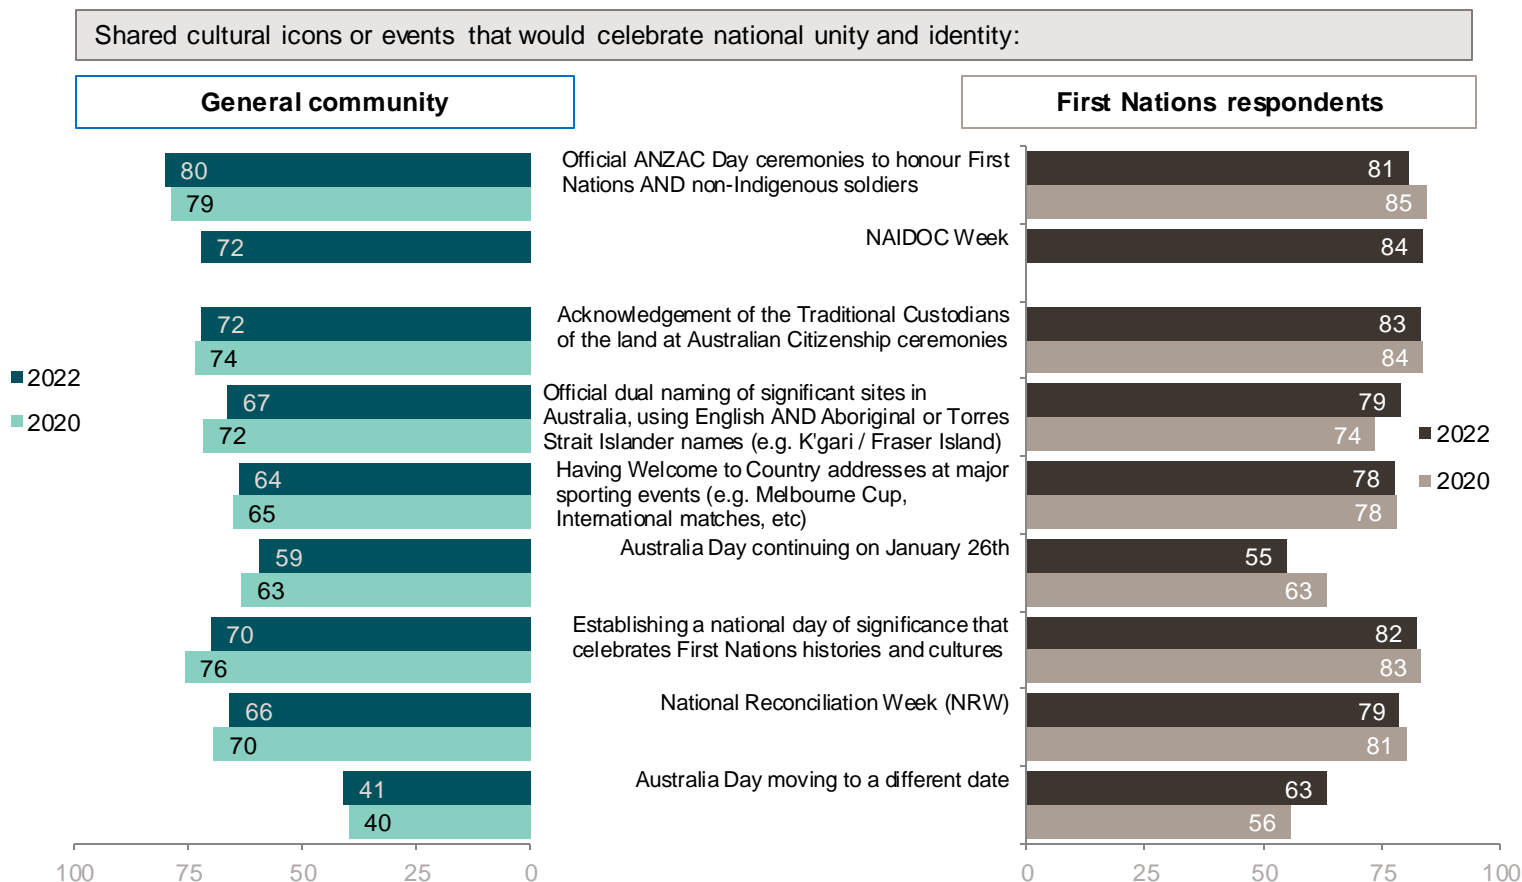 Shared cultural icons or events that would celebrate national unity and identity:
General community
First Nations respondents
80
79
Official ANZAC Day ceremonies to honour First
Nations AND non-Indigenous soldiers
81
85
72
NAIDOC Week
84
72
74
Acknowledgement of the Traditional Custodians
of the land at Australian Citizenship ceremonies
83
84
2022
2020
67
72
Official dual naming of significant sites in
Australia, using English AND Aboriginal or Torres
Strait Islander names (e.g. K'gari / Fraser Island)
79
74
2022
2020
64
65
Having Welcome to Country addresses at major
sporting events (e.g. Melbourne Cup,
International matches, etc)
78
78
59
63
Australia Day continuing on January 26th
55
63
70
76
Establishing a national day of significance that
celebrates First Nations histories and cultures
82
83
66
70
National Reconciliation Week (NRW)
79
81
41
40
Australia Day moving to a different date
63
56
100 75 50 25 0
0 25 50 75 100